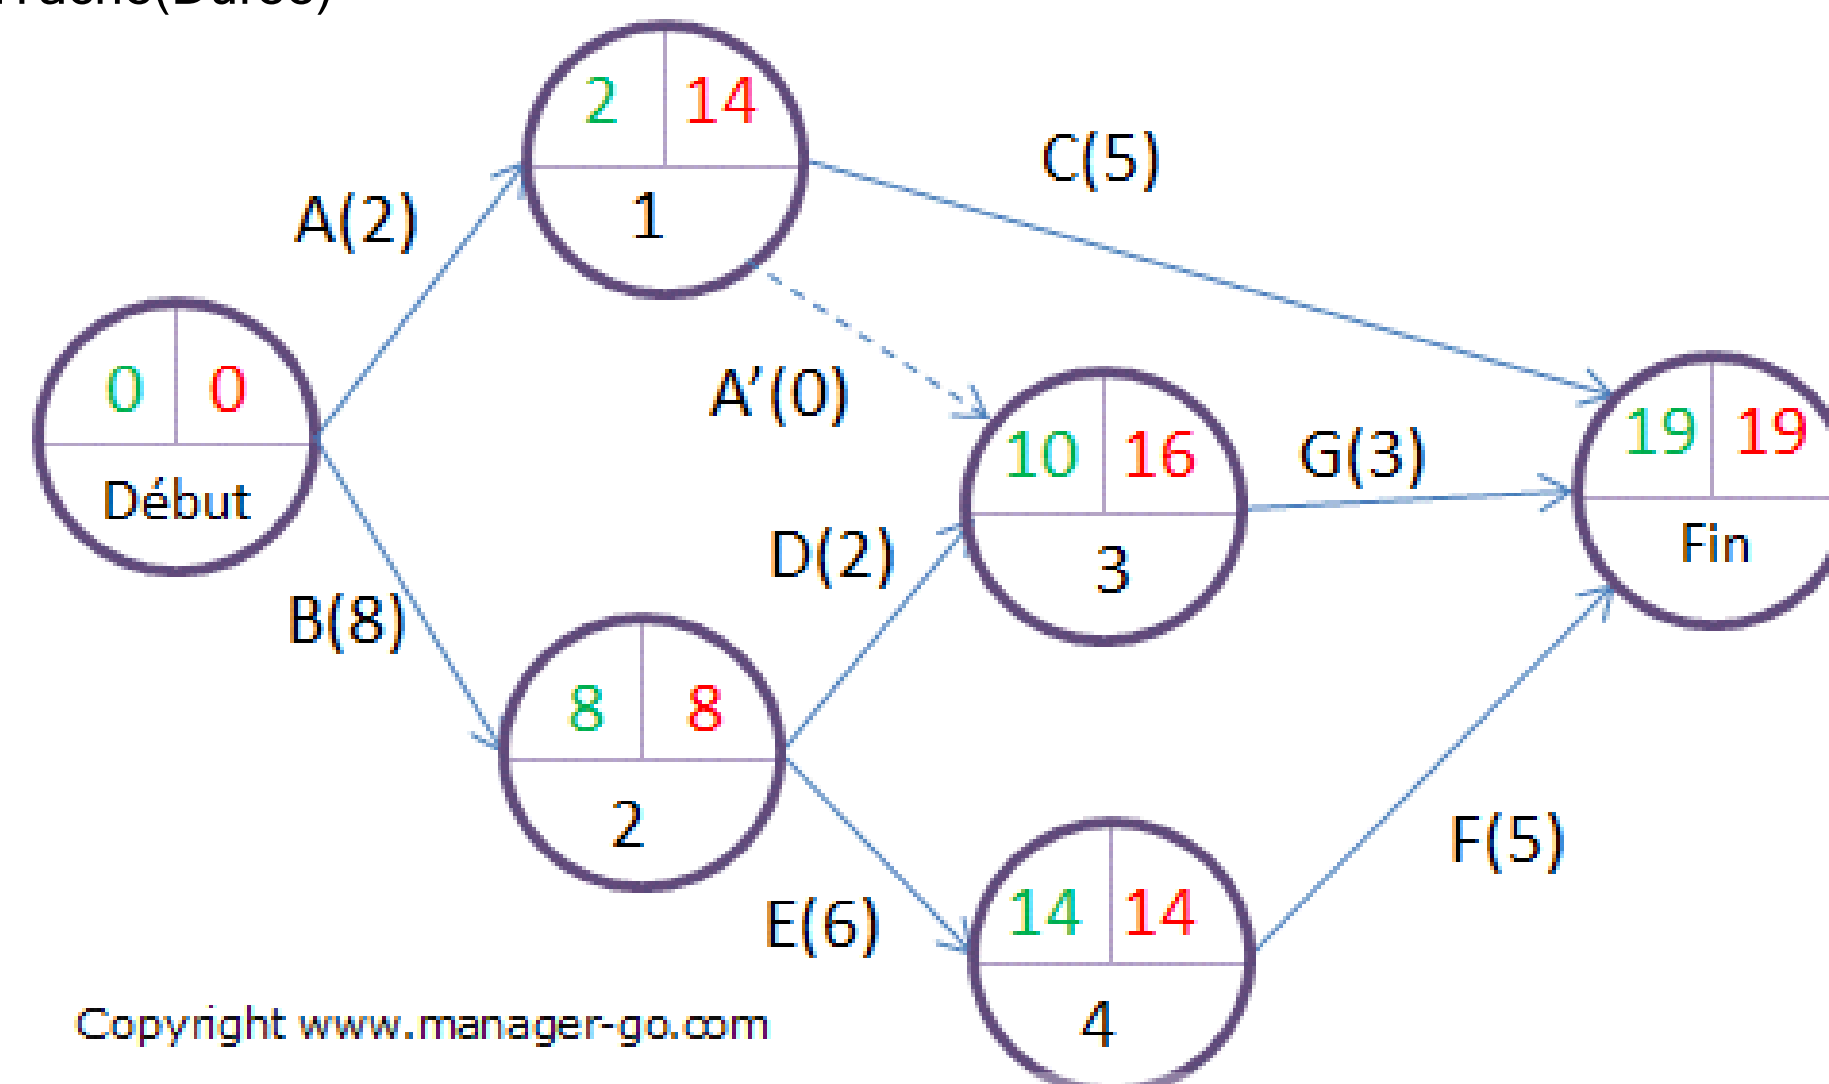 2 14
C(5)
A(2)
1
0 0
A’(0)
10 16
G(3)
19 19
Début
Fin
D(2)
3
B(8)
8 8
2
F(5)
E(6)
14 14
4
Copyright www.manager-go.com